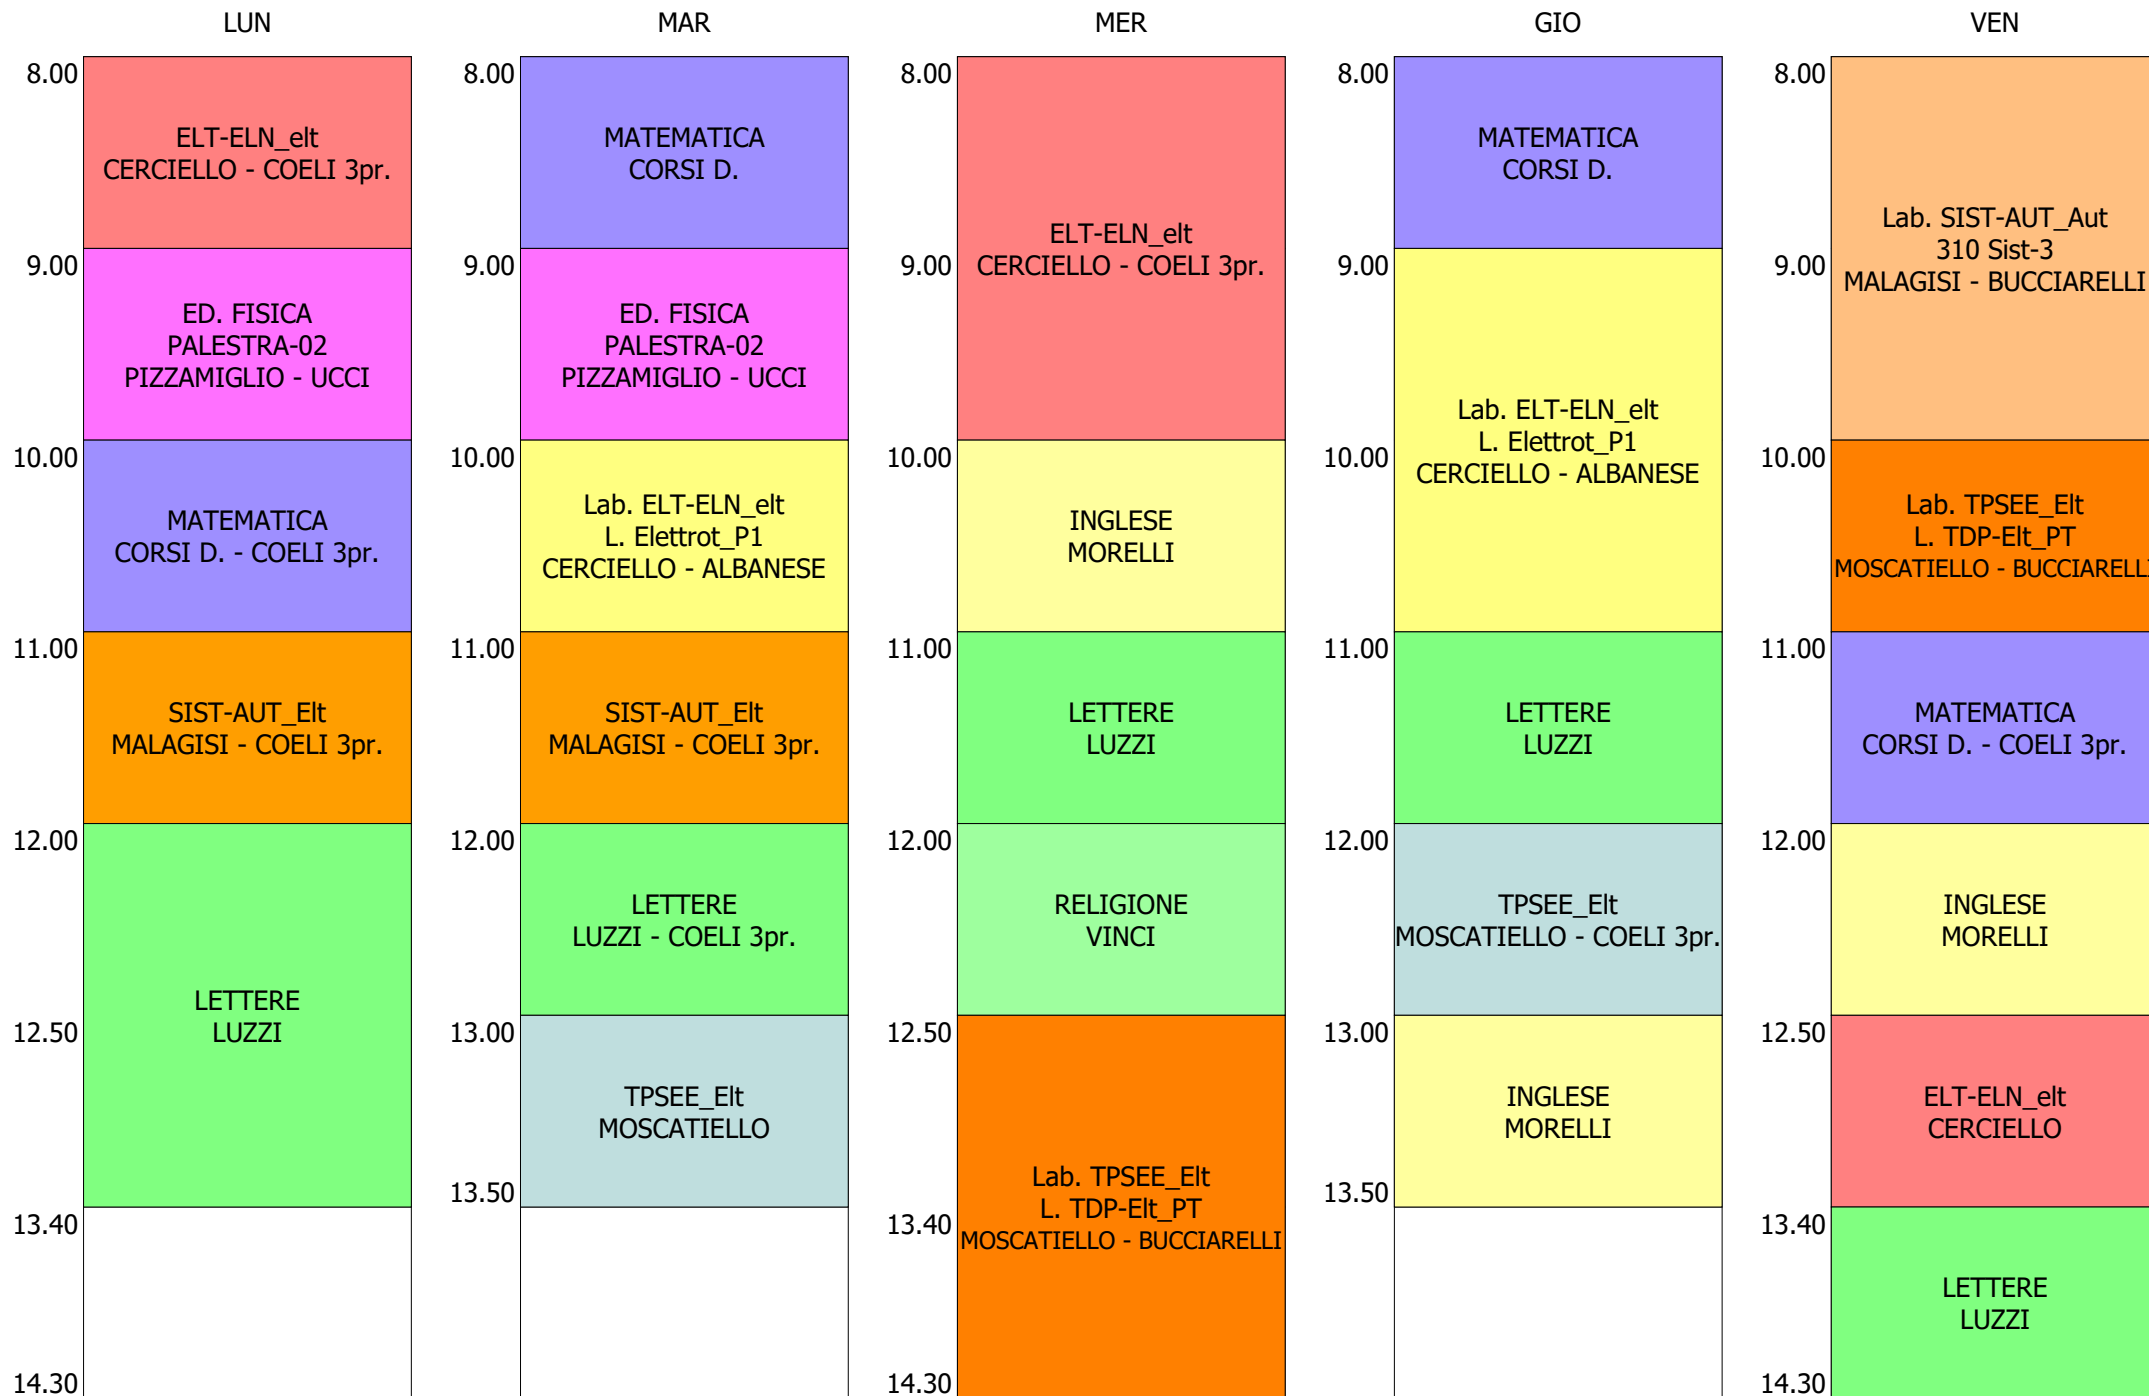 LUN
8.00
ELT-ELN_elt
CERCIELLO - COELI 3pr.
9.00
ED. FISICA
PALESTRA-02
PIZZAMIGLIO - UCCI
10.00
MATEMATICA
CORSI D. - COELI 3pr.
11.00
SIST-AUT_Elt
MALAGISI - COELI 3pr.
12.00
LETTERE
LUZZI
12.50
13.40
14.30
MAR
8.00
MATEMATICA
CORSI D.
9.00
ED. FISICA
PALESTRA-02
PIZZAMIGLIO - UCCI
10.00
Lab. ELT-ELN_elt
L. Elettrot_P1
CERCIELLO - ALBANESE
11.00
SIST-AUT_Elt
MALAGISI - COELI 3pr.
12.00
LETTERE
LUZZI - COELI 3pr.
13.00
TPSEE_Elt
MOSCATIELLO
13.50
MER
8.00
ELT-ELN_elt
CERCIELLO - COELI 3pr.
9.00
10.00
INGLESE
MORELLI
11.00
LETTERE
LUZZI
12.00
RELIGIONE
VINCI
12.50
Lab. TPSEE_Elt
L. TDP-Elt_PT
MOSCATIELLO - BUCCIARELLI
13.40
14.30
GIO
8.00
MATEMATICA
CORSI D.
9.00
Lab. ELT-ELN_elt
L. Elettrot_P1
CERCIELLO - ALBANESE
10.00
11.00
LETTERE
LUZZI
12.00
TPSEE_Elt
MOSCATIELLO - COELI 3pr.
13.00
INGLESE
MORELLI
13.50
VEN
8.00
Lab. SIST-AUT_Aut
310 Sist-3
MALAGISI - BUCCIARELLI
9.00
10.00
Lab. TPSEE_Elt
L. TDP-Elt_PT
MOSCATIELLO - BUCCIARELLI
11.00
MATEMATICA
CORSI D. - COELI 3pr.
12.00
INGLESE
MORELLI
12.50
ELT-ELN_elt
CERCIELLO
13.40
LETTERE
LUZZI
14.30